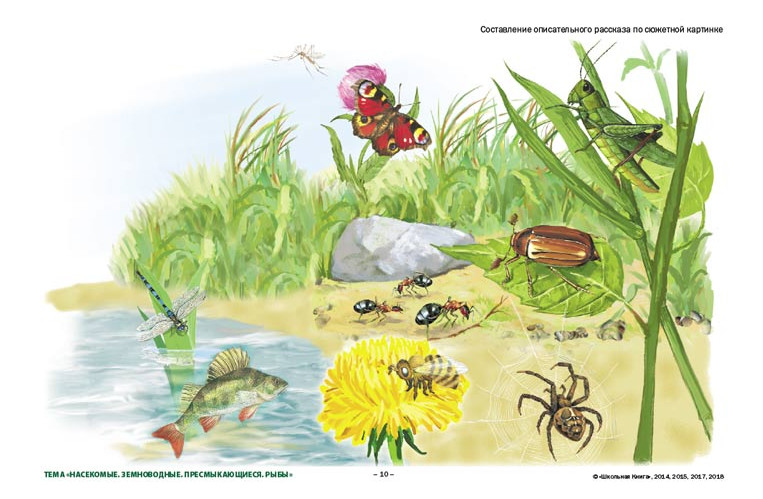 Составление описательного рассказа по сюжетной картинке
ТЕМА «НАСЕКОМЫЕ. ЗЕМНОВОДНЫЕ. ПРЕСМЫКАЮЩИЕСЯ. РЫБЫ»
– 10 –
© «Школьная Книга», 2014, 2015, 2017, 2018